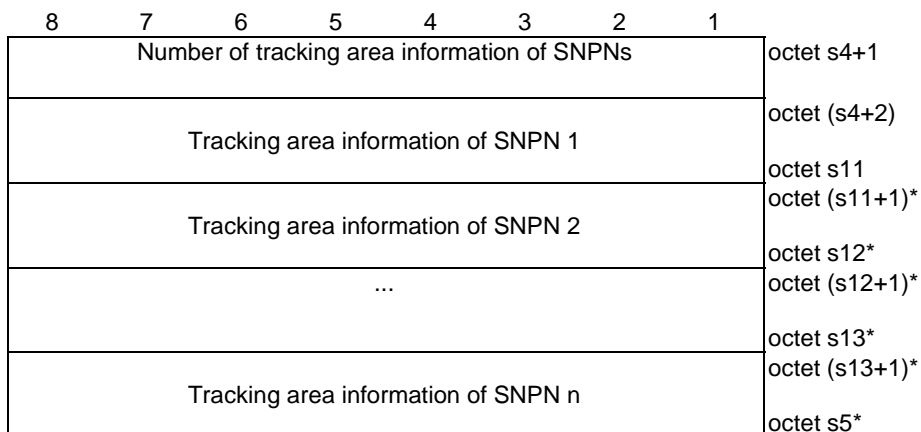 8 7 6 5 4 3 2 1
Number of tracking area information of SNPNs
octet s4+1
octet (s4+2)
Tracking area information of SNPN 1
octet s11
octet (s11+1)*
Tracking area information of SNPN 2
octet s12*
...
octet (s12+1)*
octet s13*
octet (s13+1)*
Tracking area information of SNPN n
octet s5*